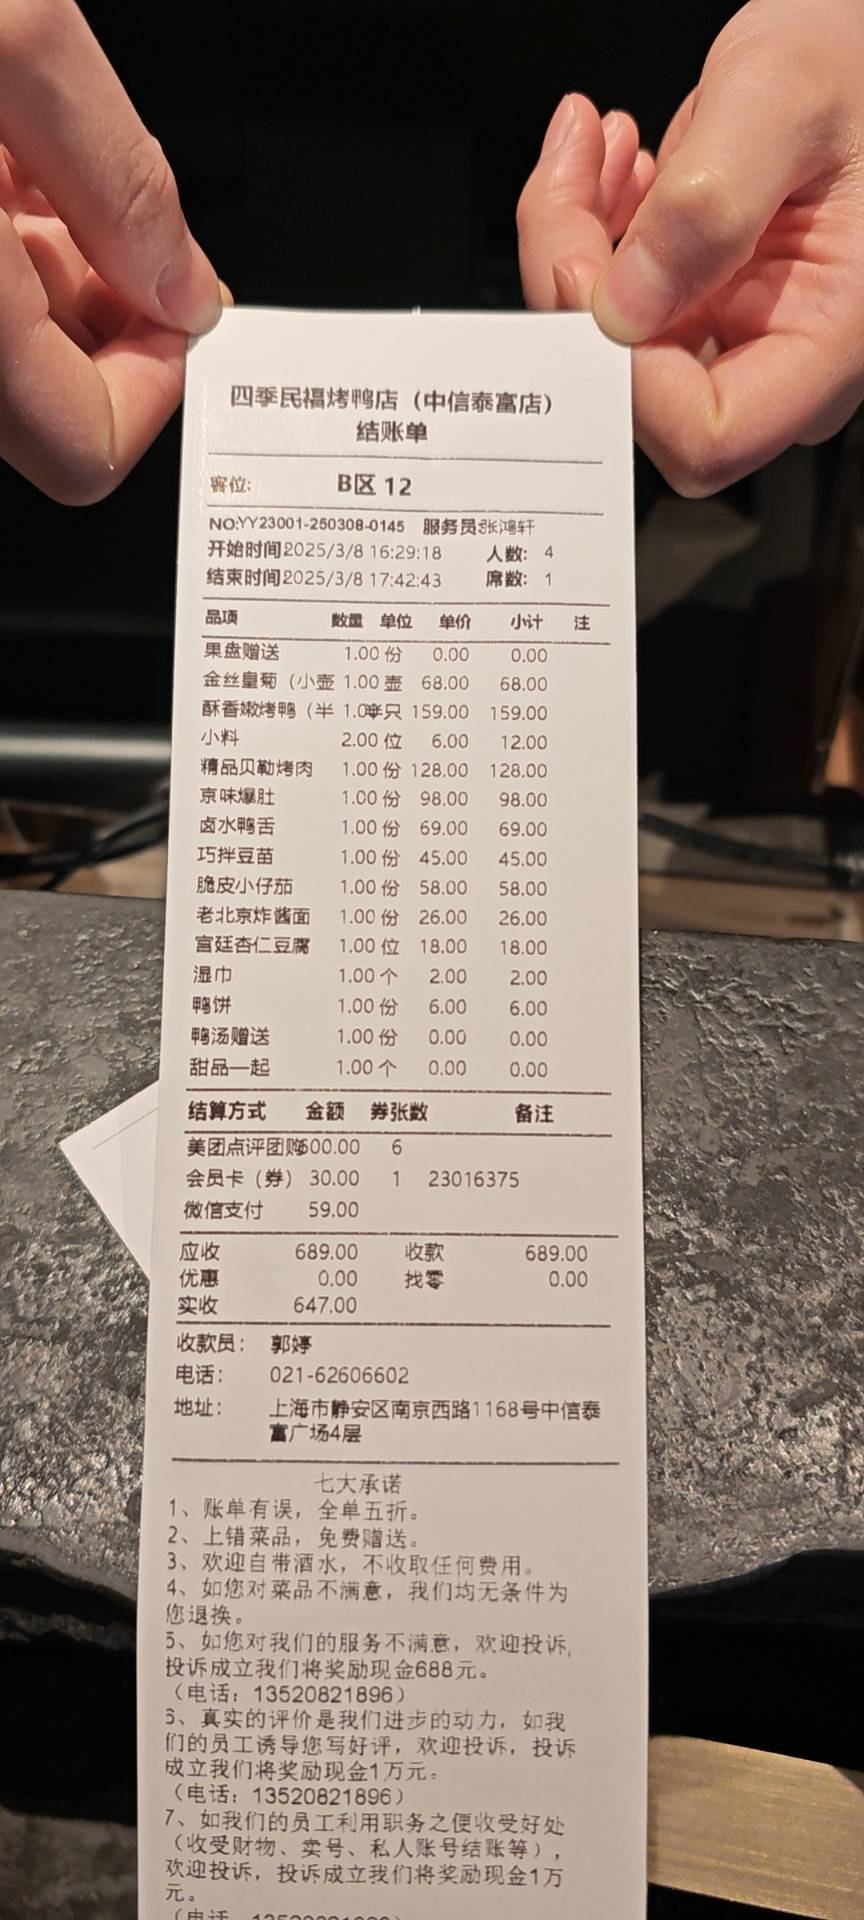 四季民福烤鸭店（中信泰富店）
结账单
客位: B区 12
NO:YY23001-250308-0145 服务员:张鸿轩
开始时间2025/3/8 16:29:18 人数: 4
结束时间2025/3/8 17:42:43 席数: 1
品项 数量 单位 单价 小计 注
果盘赠送 1.00 份 0.00 0.00
金丝皇菊（小壶 1.00 壶 68.00 68.00
酥香嫩烤鸭（半 1.00半只 159.00 159.00
小料 2.00 位 6.00 12.00
精品贝勒烤肉 1.00 份 128.00 128.00
京味爆肚 1.00 份 98.00 98.00
卤水鸭舌 1.00 份 69.00 69.00
巧拌豆苗 1.00 份 45.00 45.00
脆皮小仔茄 1.00 份 58.00 58.00
老北京炸酱面 1.00 份 26.00 26.00
宫廷杏仁豆腐 1.00 位 18.00 18.00
湿巾 1.00 个 2.00 2.00
鸭饼 1.00 份 6.00 6.00
鸭汤赠送 1.00 份 0.00 0.00
甜品一起 1.00 个 0.00 0.00
结算方式 金额 券张数 备注
美团点评团购600.00 6
会员卡（券） 30.00 1 23016375
微信支付 59.00
应收 689.00 收款 689.00
优惠 0.00 找零 0.00
实收 647.00
收款员: 郭婷
电话: 021-62606602
地址: 上海市静安区南京西路1168号中信泰
富广场4层
七大承诺
1、账单有误，全单五折。
2、上错菜品，免费赠送。
3、欢迎自带酒水，不收取任何费用。
4、如您对菜品不满意，我们均无条件为
您退换。
5、如您对我们的服务不满意，欢迎投诉，
投诉成立我们将奖励现金688元。
（电话：13520821896）
6、真实的评价是我们进步的动力，如我
们的员工诱导您写好评，欢迎投诉，投诉
成立我们将奖励现金1万元。
（电话：13520821896）
7、如我们的员工利用职务之便收受好处
（收受财物、卖号、私人账号结账等），
欢迎投诉，投诉成立我们将奖励现金1万
元。